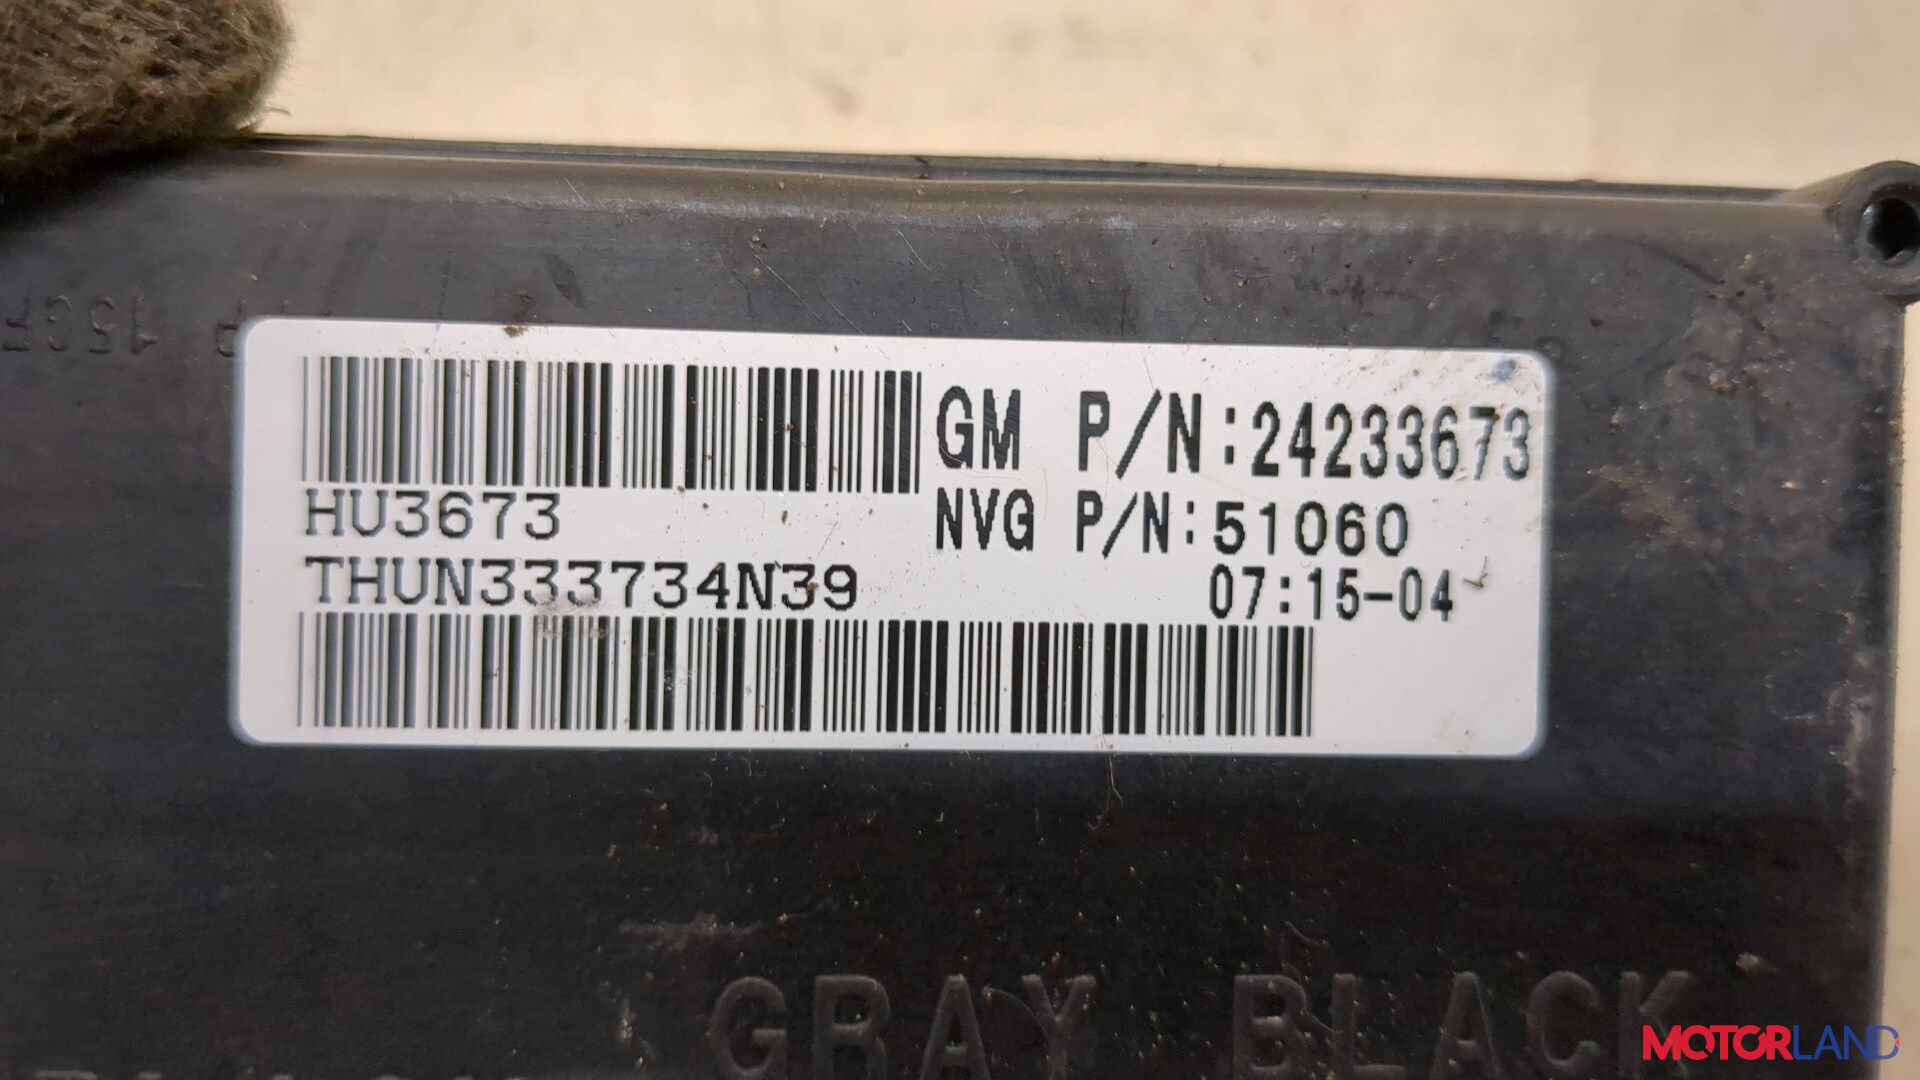 HU3673
THUN333734N39
GM P/N:24233673
NVG P/N:51060
07:15-04
GRAY BLACK
MOTORLAND